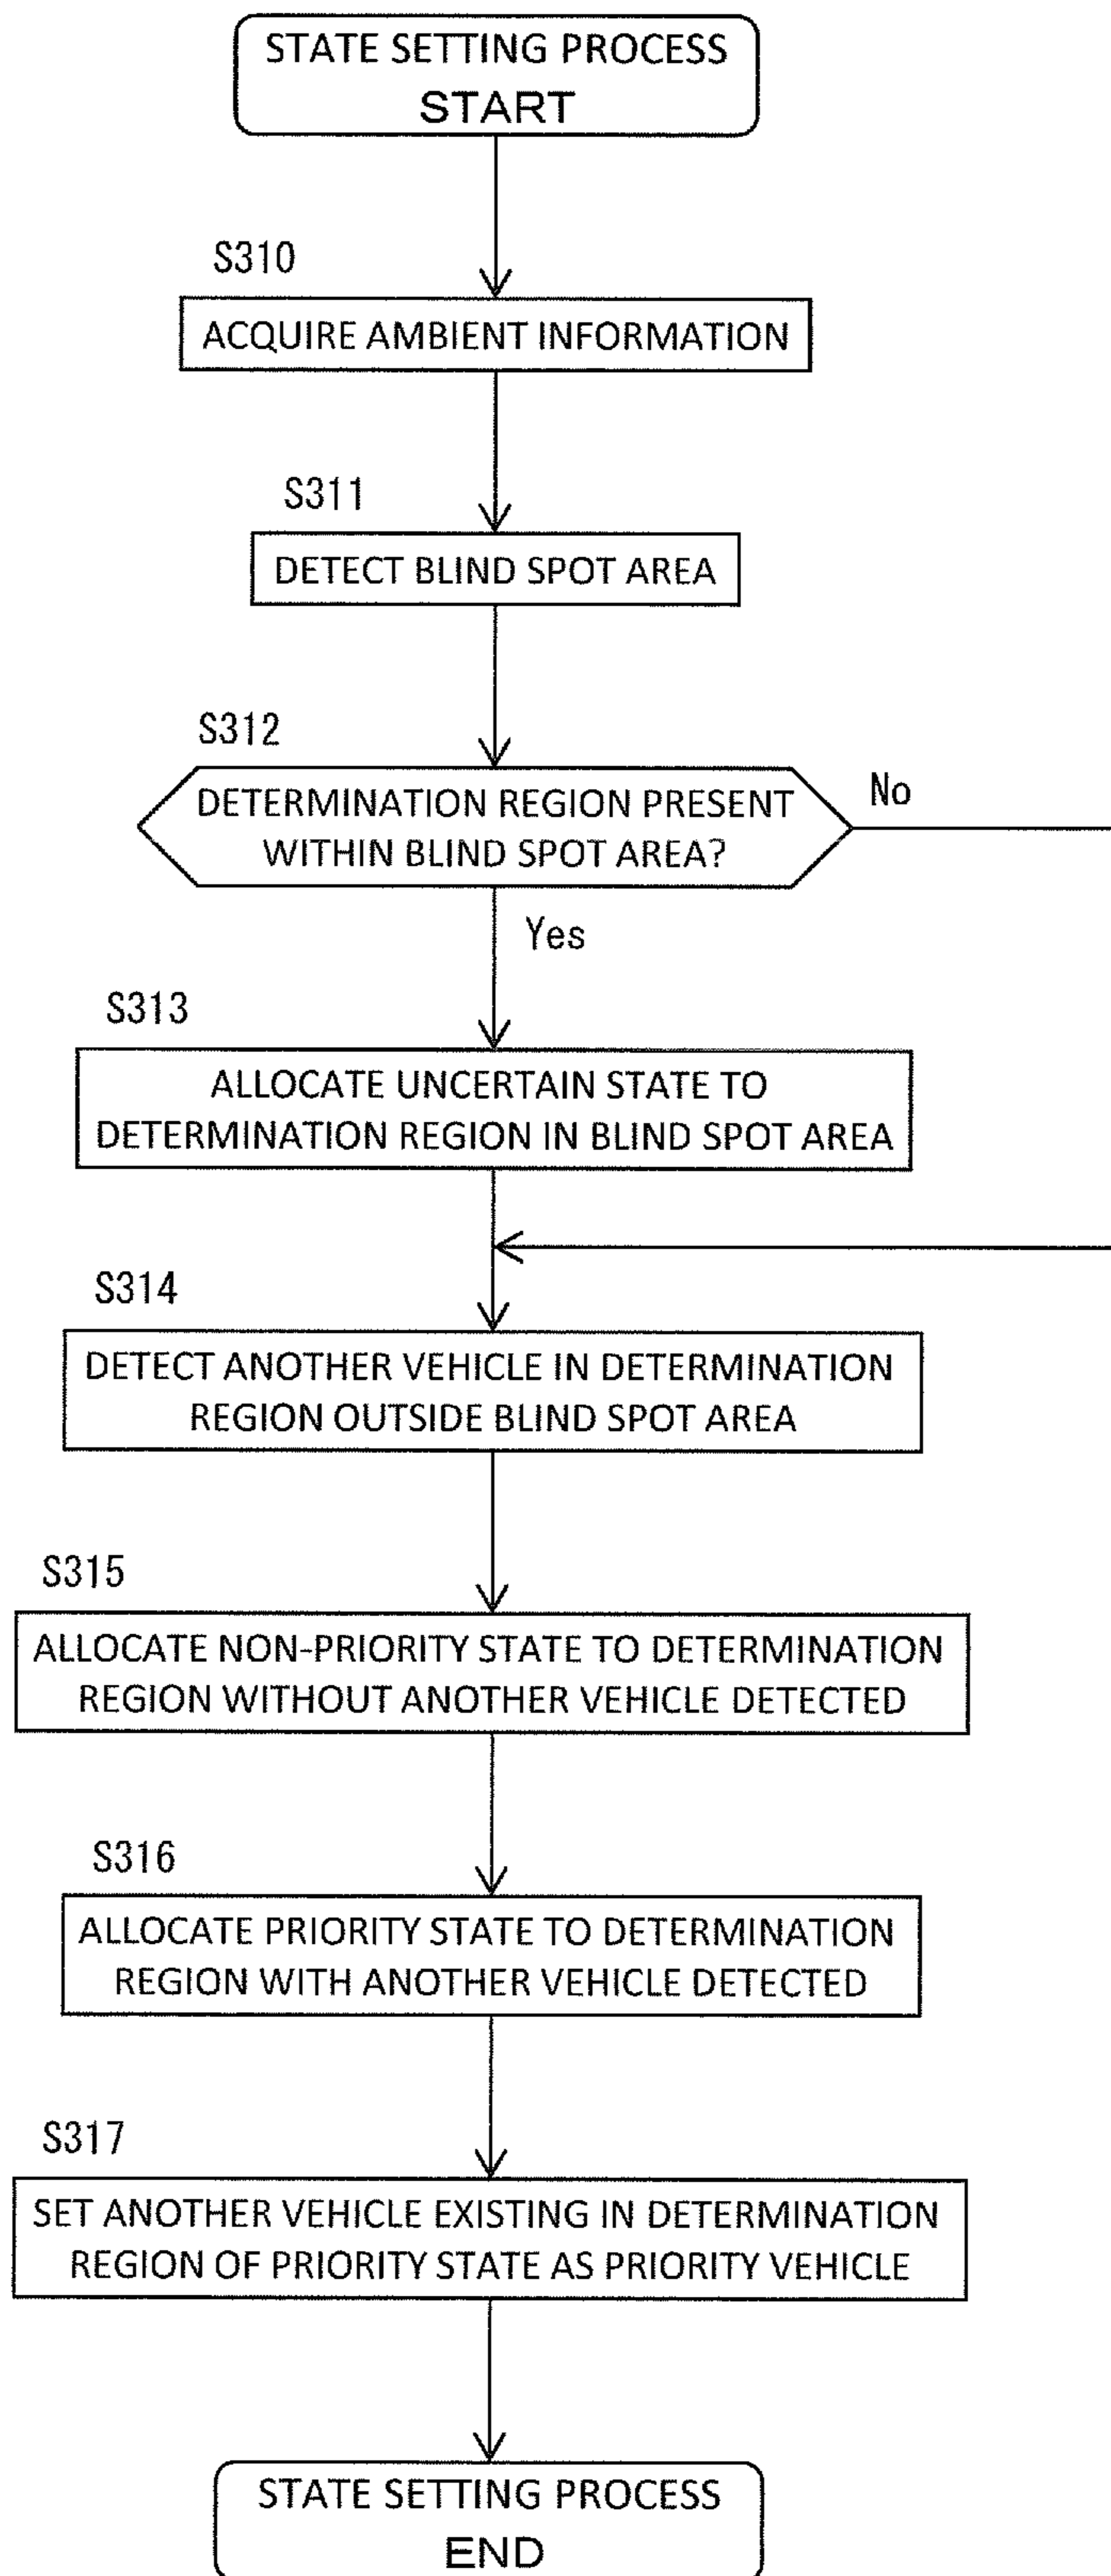 STATE SETTING PROCESS
START
S310
ACQUIRE AMBIENT INFORMATION
S311
DETECT BLIND SPOT AREA
S312
DETERMINATION REGION PRESENT
WITHIN BLIND SPOT AREA?
No
Yes
S313
ALLOCATE UNCERTAIN STATE TO
DETERMINATION REGION IN BLIND SPOT AREA
S314
DETECT ANOTHER VEHICLE IN DETERMINATION
REGION OUTSIDE BLIND SPOT AREA
S315
ALLOCATE NON-PRIORITY STATE TO DETERMINATION
REGION WITHOUT ANOTHER VEHICLE DETECTED
S316
ALLOCATE PRIORITY STATE TO DETERMINATION
REGION WITH ANOTHER VEHICLE DETECTED
S317
SET ANOTHER VEHICLE EXISTING IN DETERMINATION
REGION OF PRIORITY STATE AS PRIORITY VEHICLE
STATE SETTING PROCESS
END